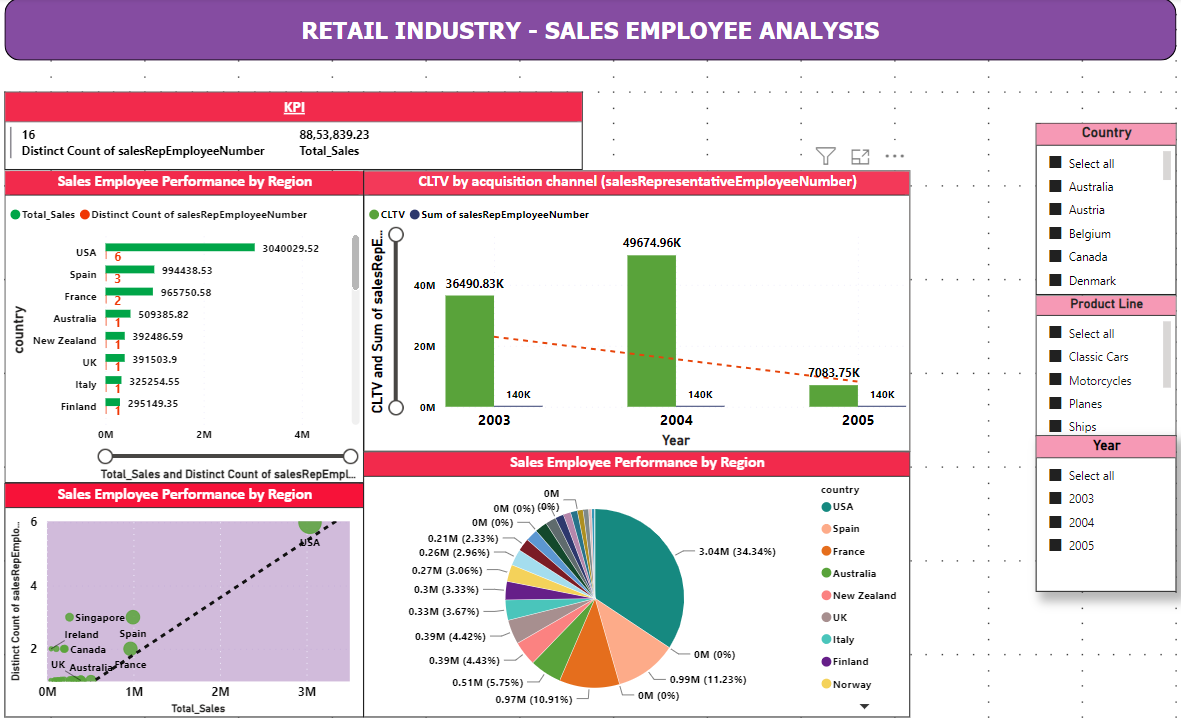 RETAIL INDUSTRY - SALES EMPLOYEE ANALYSIS
KPI
16
Distinct Count of salesRepEmployeeNumber
88,53,839.23
Total_Sales
Sales Employee Performance by Region
Total_Sales Distinct Count of salesRepEmployeeNumber
country
USA 3040029.52
6
Spain 994438.53
3
France 965750.58
2
Australia 509385.82
1
New Zealand 392486.59
1
UK 391503.9
1
Italy 325254.55
1
Finland 295149.35
1
0M 2M 4M
Total_Sales and Distinct Count of salesRepEmpl...
CLTV by acquisition channel (salesRepresentativeEmployeeNumber)
CLTV Sum of salesRepEmployeeNumber
CLTV and Sum of salesRepE...
40M
20M
0M
36490.83K
140K
49674.96K
140K
7083.75K
140K
2003 2004 2005
Year
Sales Employee Performance by Region
Distinct Count of salesRepEmplo...
6
4
2
USA
Singapore
Spain
Ireland
Canada
France
UK
Australia
0M 1M 2M 3M
Total_Sales
Sales Employee Performance by Region
3.04M (34.34%)
0M (0%)
0.99M (11.23%)
0M (0%)
0.97M (10.91%)
0.51M (5.75%)
0.39M (4.43%)
0.39M (4.42%)
0.33M (3.67%)
0.3M (3.33%)
0.27M (3.06%)
0.26M (2.96%)
0.21M (2.33%)
0M (0%)
0M (0%)
0M
(0%)
country
USA
Spain
France
Australia
New Zealand
UK
Italy
Finland
Norway
Country
Select all
Australia
Austria
Belgium
Canada
Denmark
Product Line
Select all
Classic Cars
Motorcycles
Planes
Ships
Year
Select all
2003
2004
2005